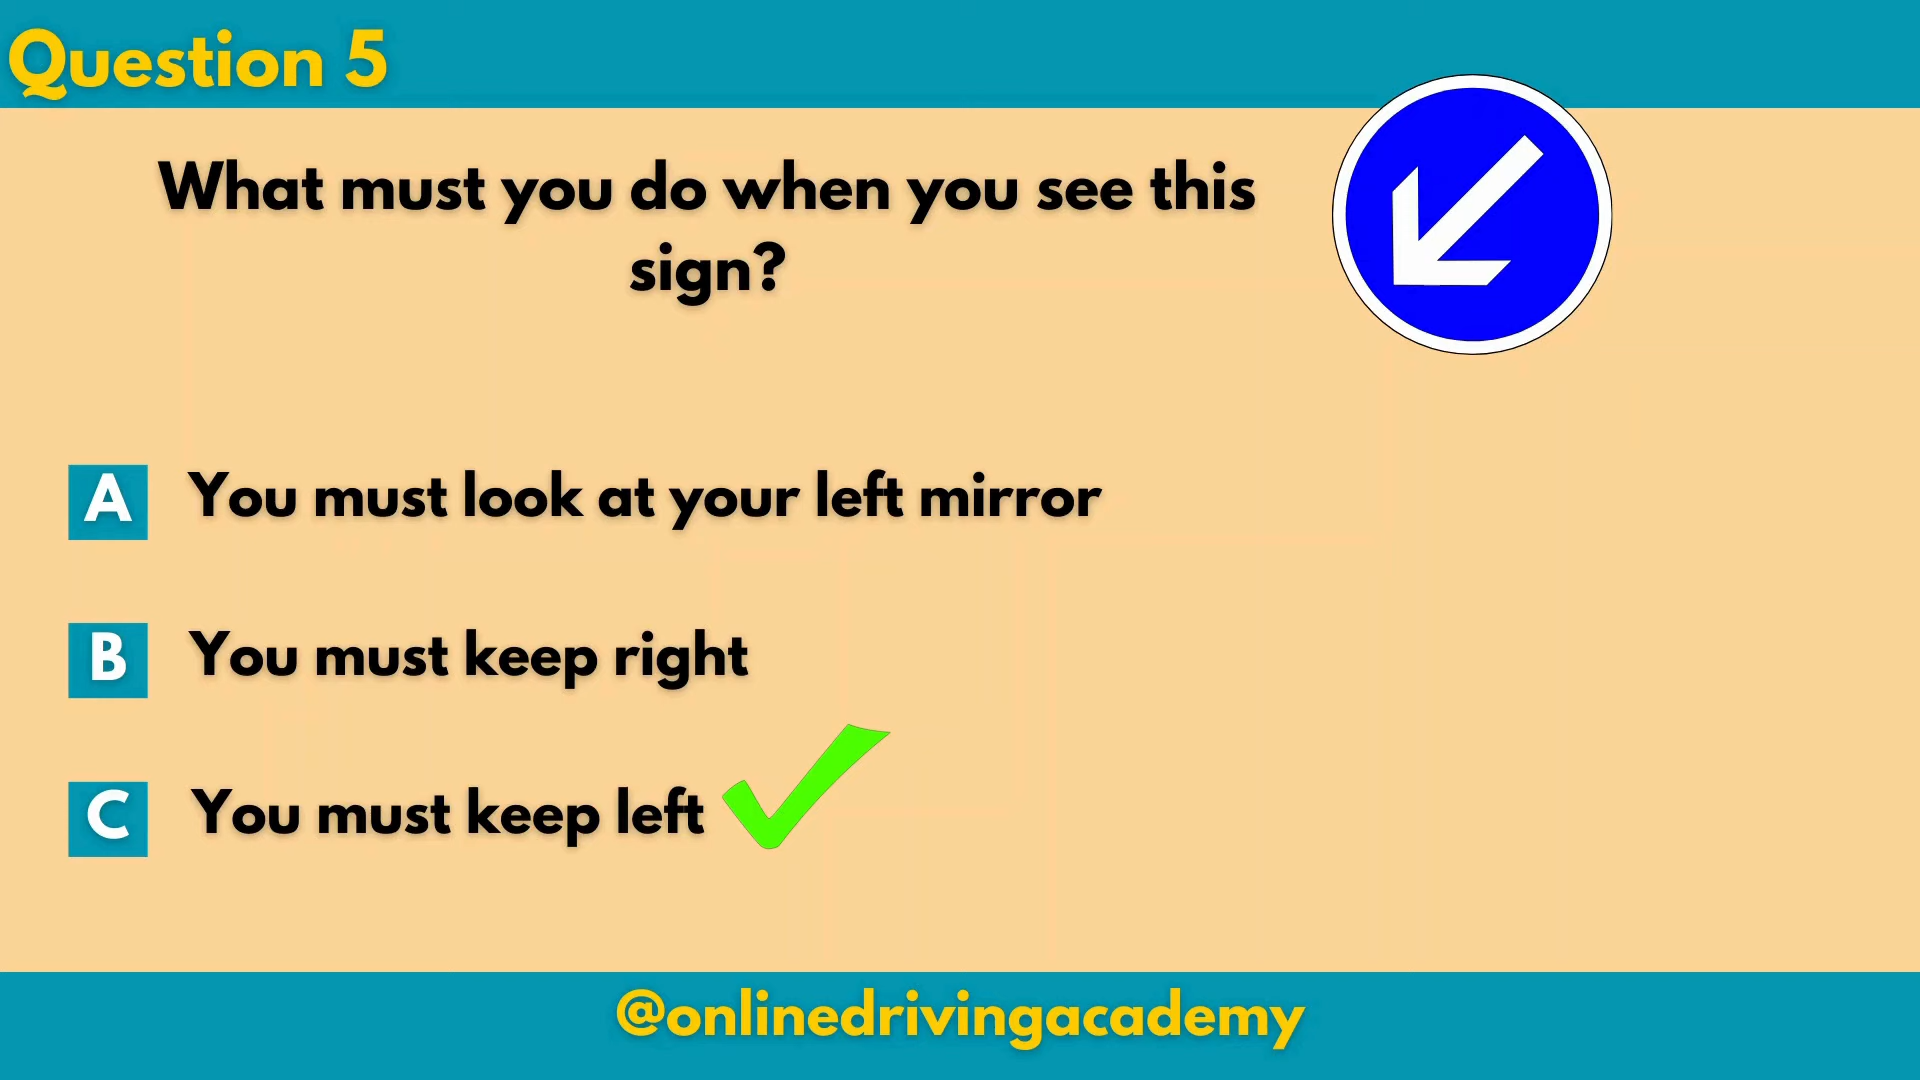 Question 5
What must you do when you see this
sign?
A You must look at your left mirror
B You must keep right
C You must keep left
@onlinedrivingacademy